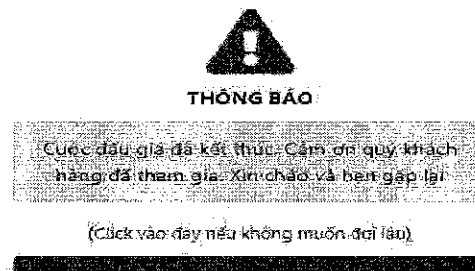 THÔNG BÁO
Cuộc đấu giá đã kết thúc. Cảm ơn quý khách
hàng đã tham gia. Xin chào và hẹn gặp lại
(Click vào đây nếu không muốn đợi lâu)